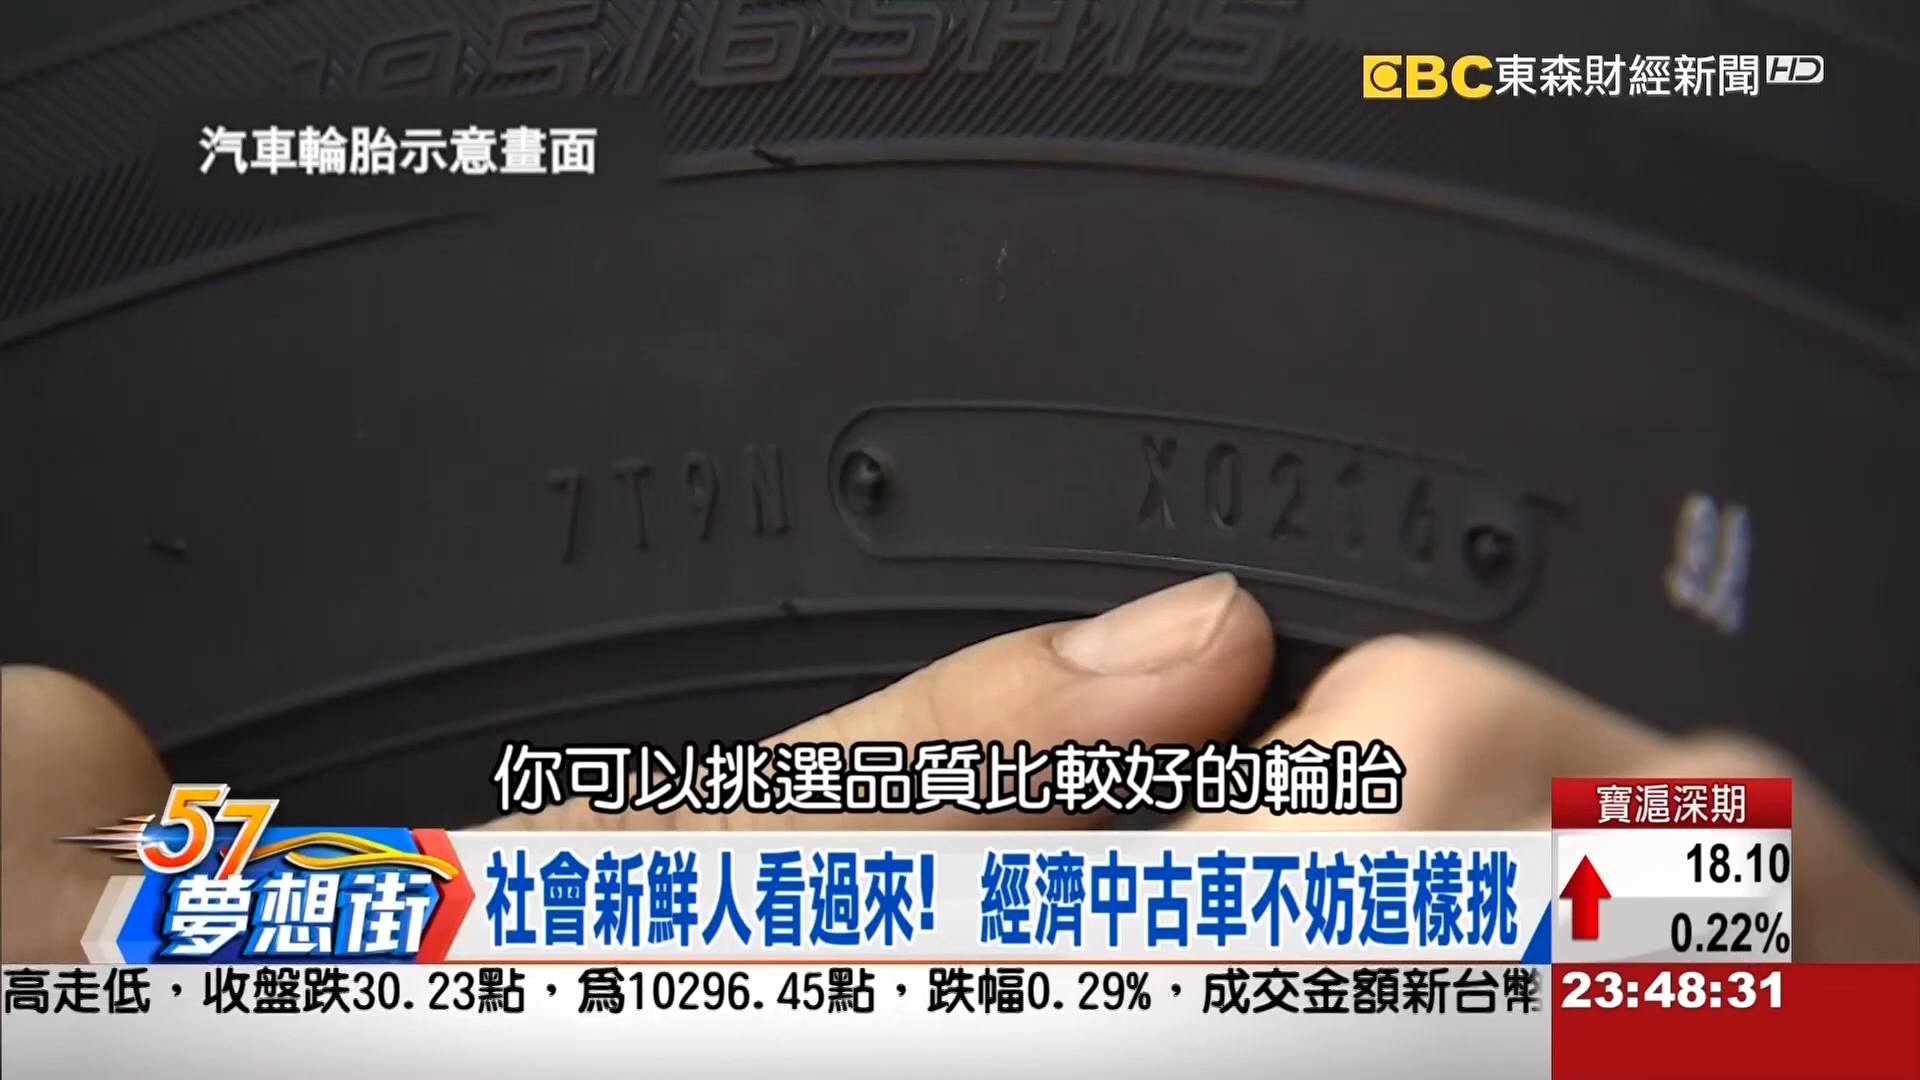 195/65R15
EBC東森財經新聞HD
汽車輪胎示意畫面
7T9N X0216
你可以挑選品質比較好的輪胎
寶滬深期
57夢想街
社會新鮮人看過來! 經濟中古車不妨這樣挑
18.10
0.22%
高走低，收盤跌30.23點，為10296.45點，跌幅0.29%，成交金額新台幣
23:48:31